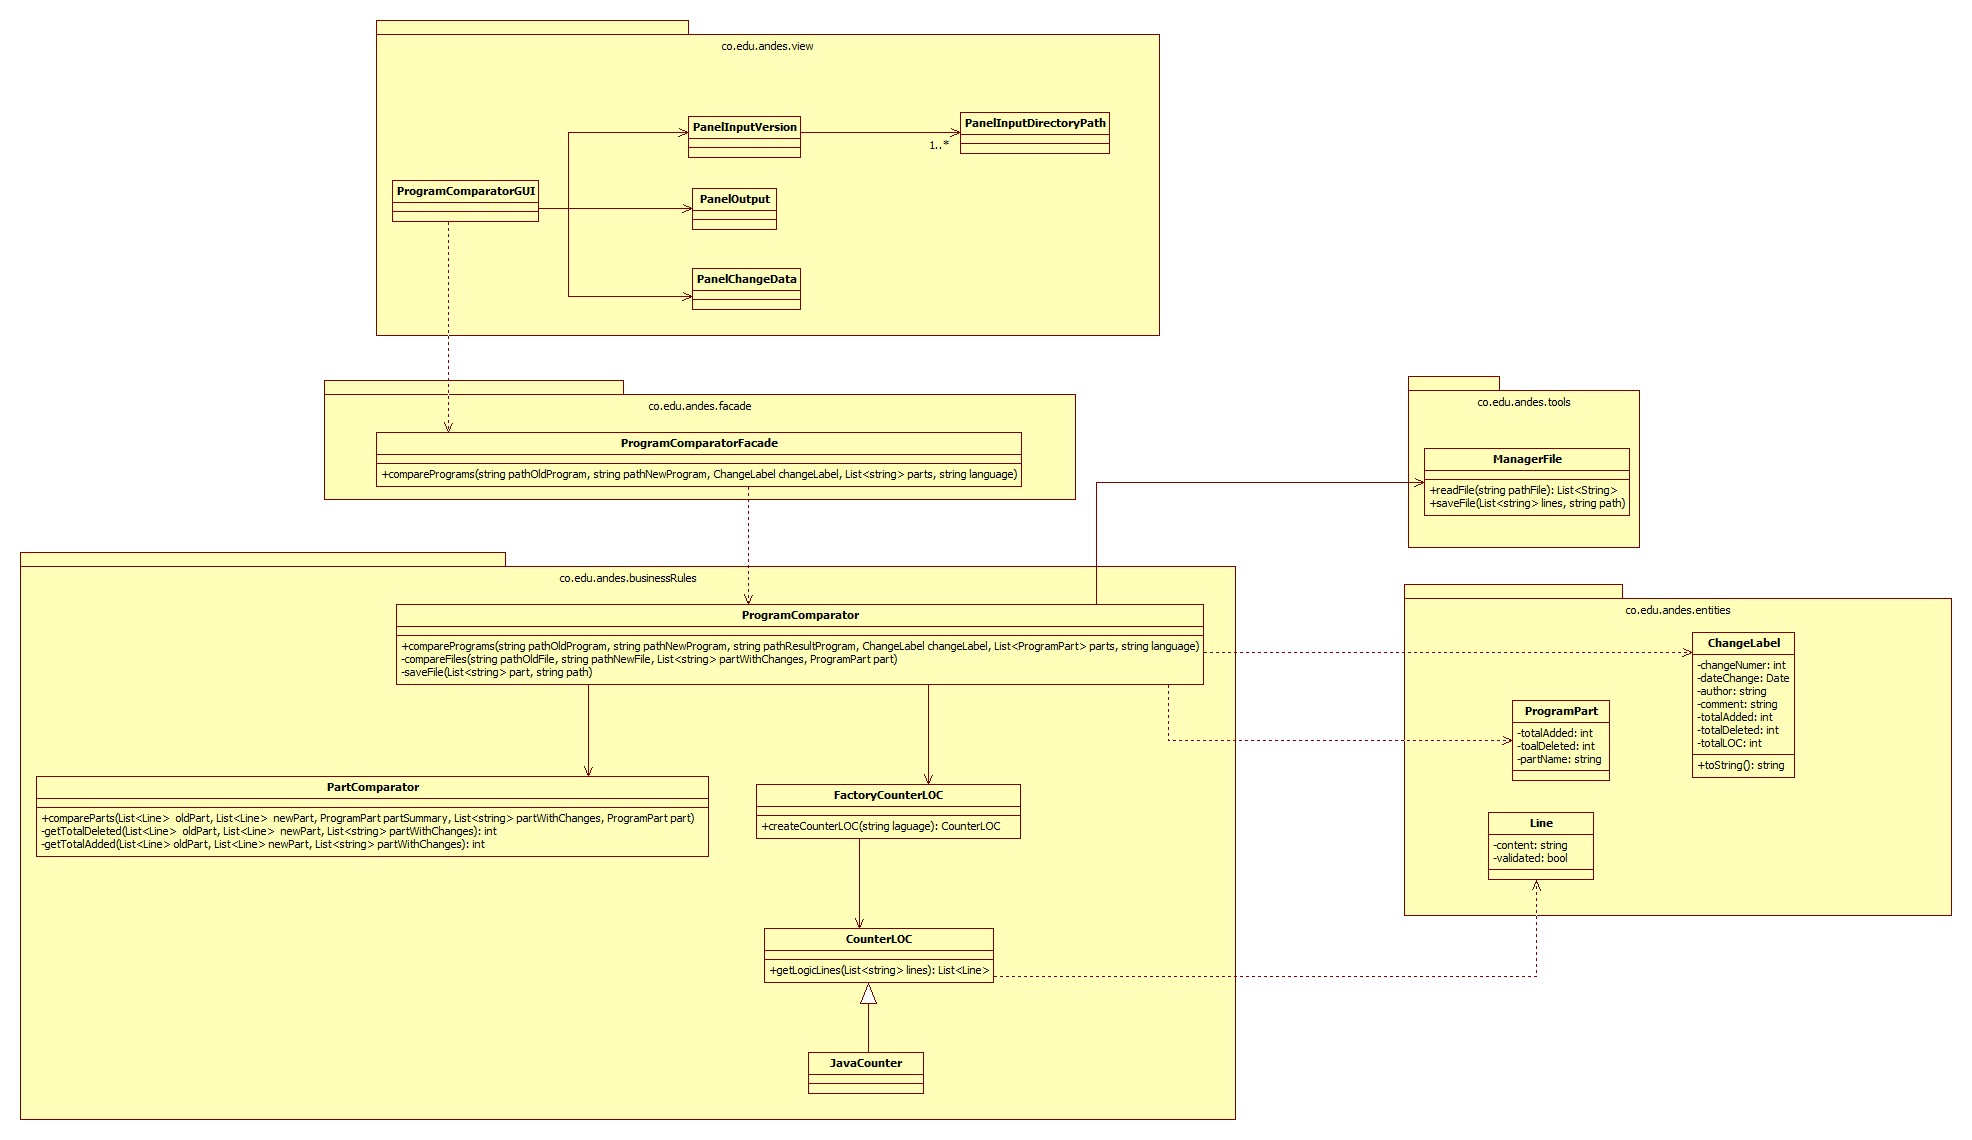 co.edu.andes.view
PanelInputVersion
PanelInputDirectoryPath
1..*
ProgramComparatorGUI
PanelOutput
PanelChangeData
co.edu.andes.facade
ProgramComparatorFacade
+comparePrograms(string pathOldProgram, string pathNewProgram, ChangeLabel changeLabel, List<string> parts, string language)
co.edu.andes.tools
ManagerFile
+readFile(string pathFile): List<String>
+saveFile(List<string> lines, string path)
co.edu.andes.businessRules
ProgramComparator
+comparePrograms(string pathOldProgram, string pathNewProgram, string pathResultProgram, ChangeLabel changeLabel, List<ProgramPart> parts, string language)
-compareFiles(string pathOldFile, string pathNewFile, List<string> partWithChanges, ProgramPart part)
-saveFile(List<string> part, string path)
PartComparator
+compareParts(List<Line>  oldPart, List<Line>  newPart, ProgramPart partSummary, List<string> partWithChanges, ProgramPart part)
-getTotalDeleted(List<Line>  oldPart, List<Line>  newPart, List<string> partWithChanges): int
-getTotalAdded(List<Line> oldPart, List<Line> newPart, List<string> partWithChanges): int
FactoryCounterLOC
+createCounterLOC(string laguage): CounterLOC
CounterLOC
+getLogicLines(List<string> lines): List<Line>
JavaCounter
co.edu.andes.entities
ChangeLabel
-changeNumer: int
-dateChange: Date
-author: string
-comment: string
-totalAdded: int
-totalDeleted: int
-totalLOC: int
+toString(): string
ProgramPart
-totalAdded: int
-toalDeleted: int
-partName: string
Line
-content: string
-validated: bool